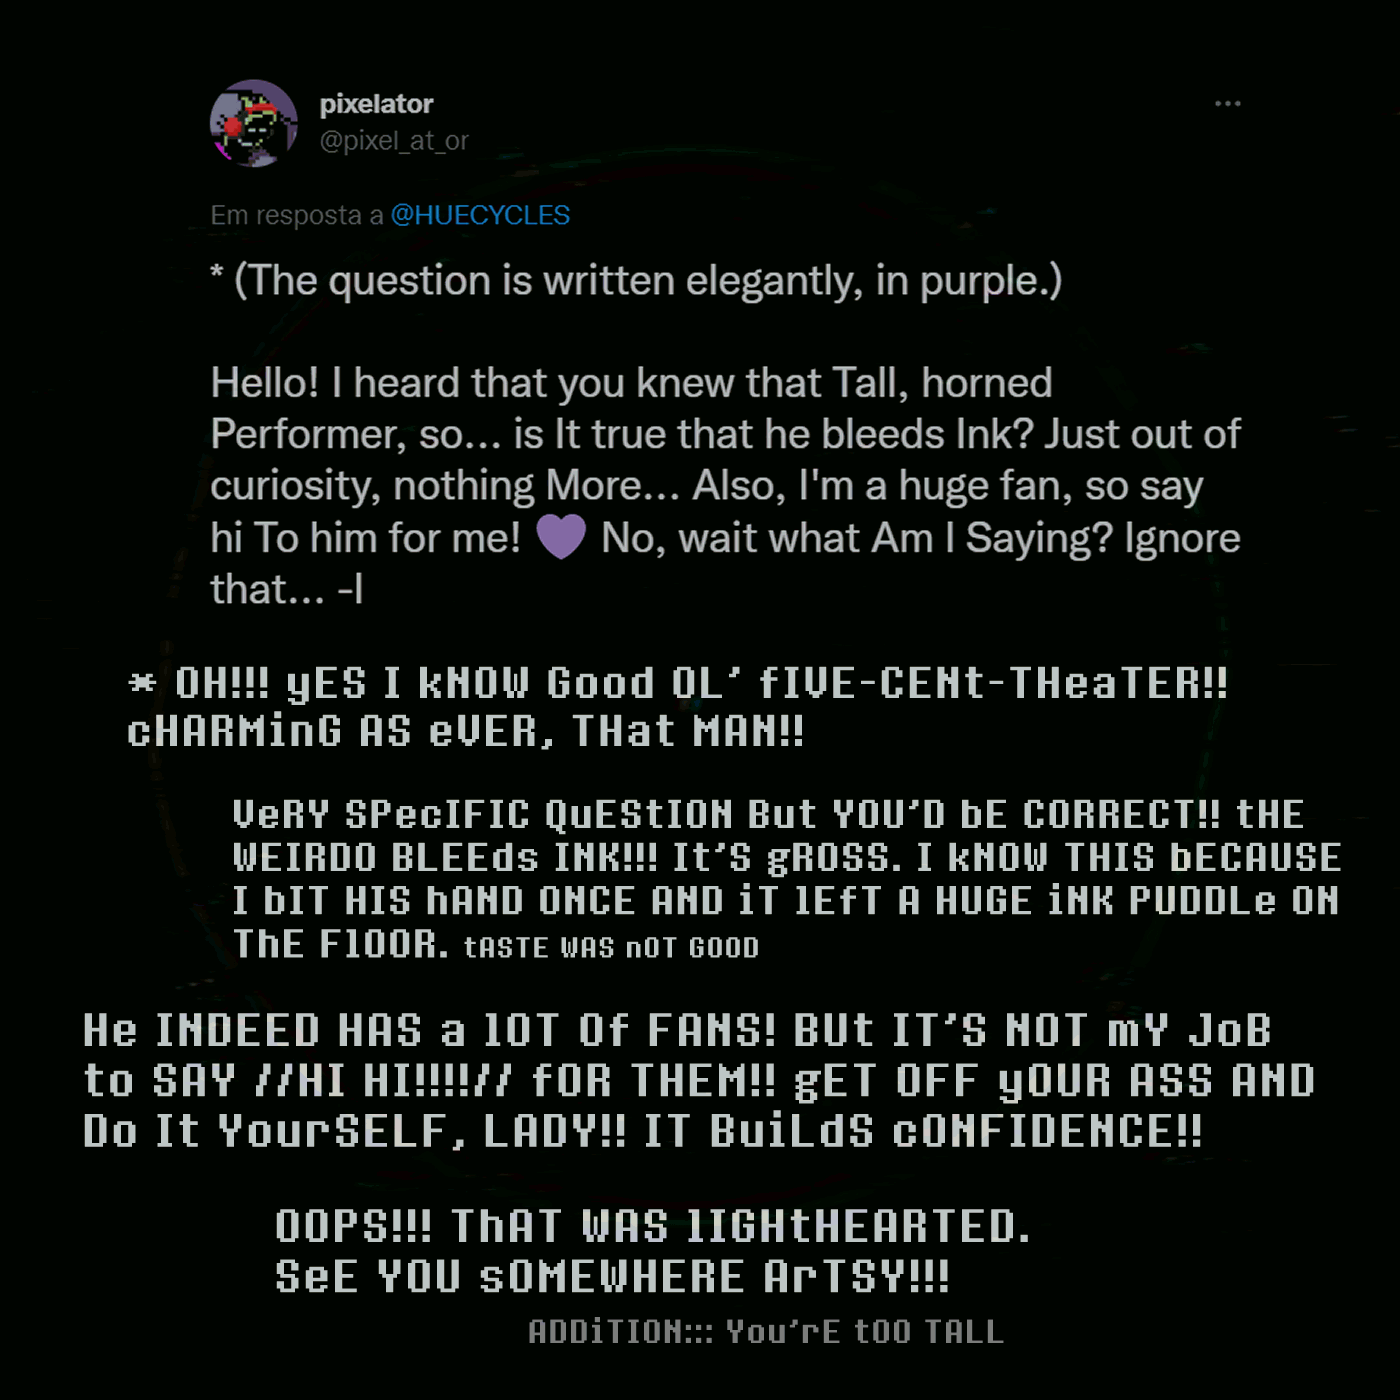 pixelator
@pixel_at_or
Em resposta a @HUECYCLES
* (The question is written elegantly, in purple.)
Hello! I heard that you knew that Tall, horned
Performer, so... is It true that he bleeds Ink? Just out of
curiosity, nothing More... Also, I'm a huge fan, so say
hi To him for me! 💜 No, wait what Am I Saying? Ignore
that... -I
* OH!!! yES I kNOW Good OL' fIVE-CENt-THeaTER!!
cHARMinG AS eVER, THat MAN!!
VeRY SPecIFIC QuEStION But YOU'D bE CORRECT!! tHE
WEIRDO BLEEds INK!!! It'S gROSS. I kNOW THIS bECAUSE
I bIT HIS hAND ONCE AND iT lEfT A HUGE iNK PUDDLe ON
ThE FlOOR. tASTE WAS nOT GOOD
He INDEED HAS a lOT Of FANS! BUt IT'S NOT mY JoB
to SAY //HI HI!!!!// fOR THEM!! gET OFF yOUR ASS AND
Do It YourSELF, LADY!! IT BuiLdS cONFIDENCE!!
OOPS!!! ThAT WAS lIGHtHEARTED.
SeE YOU sOMEWHERE ArTSY!!!
ADDiTION::: You'rE tOO TALL